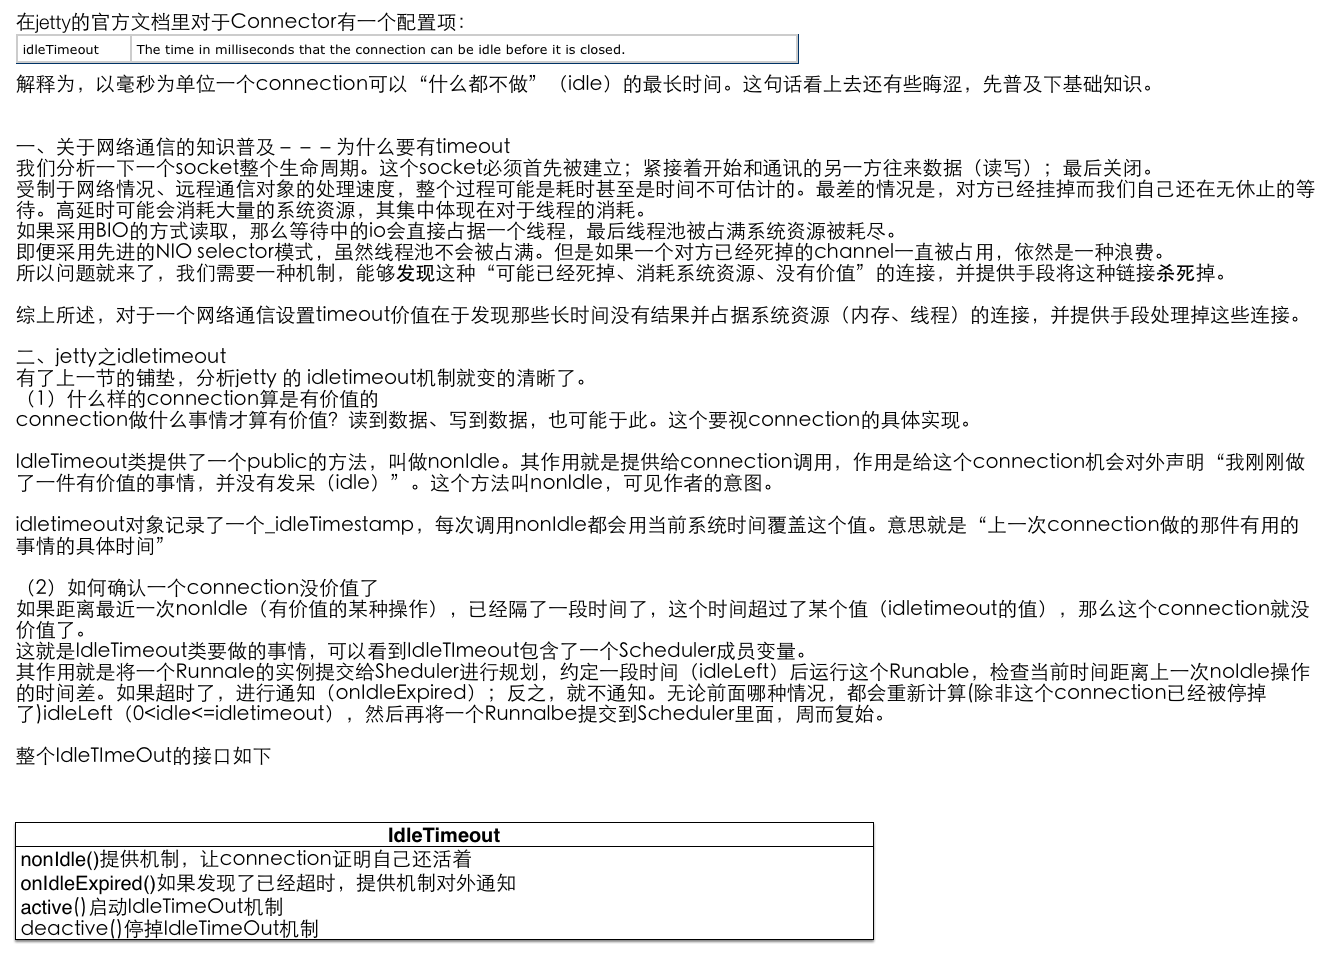 在jetty的官方文档里对于Connector有一个配置项：
idleTimeout The time in milliseconds that the connection can be idle before it is closed.
解释为，以毫秒为单位一个connection可以“什么都不做”（idle）的最长时间。这句话看上去还有些晦涩，先普及下基础知识。
一、关于网络通信的知识普及－－－为什么要有timeout
我们分析一下一个socket整个生命周期。这个socket必须首先被建立；紧接着开始和通讯的另一方往来数据（读写）；最后关闭。
受制于网络情况、远程通信对象的处理速度，整个过程可能是耗时甚至是时间不可估计的。最差的情况是，对方已经挂掉而我们自己还在无休止的等
待。高延时可能会消耗大量的系统资源，其集中体现在对于线程的消耗。
如果采用BIO的方式读取，那么等待中的io会直接占据一个线程，最后线程池被占满系统资源被耗尽。
即便采用先进的NIO selector模式，虽然线程池不会被占满。但是如果一个对方已经死掉的channel一直被占用，依然是一种浪费。
所以问题就来了，我们需要一种机制，能够发现这种“可能已经死掉、消耗系统资源、没有价值”的连接，并提供手段将这种链接杀死掉。
综上所述，对于一个网络通信设置timeout价值在于发现那些长时间没有结果并占据系统资源（内存、线程）的连接，并提供手段处理掉这些连接。
二、jetty之idletimeout
有了上一节的铺垫，分析jetty 的 idletimeout机制就变的清晰了。
（1）什么样的connection算是有价值的
connection做什么事情才算有价值？读到数据、写到数据，也可能于此。这个要视connection的具体实现。
IdleTimeout类提供了一个public的方法，叫做nonIdle。其作用就是提供给connection调用，作用是给这个connection机会对外声明“我刚刚做
了一件有价值的事情，并没有发呆（idle）”。这个方法叫nonIdle，可见作者的意图。
idletimeout对象记录了一个_idleTimestamp，每次调用nonIdle都会用当前系统时间覆盖这个值。意思就是“上一次connection做的那件有用的
事情的具体时间”
（2）如何确认一个connection没价值了
如果距离最近一次nonIdle（有价值的某种操作），已经隔了一段时间了，这个时间超过了某个值（idletimeout的值），那么这个connection就没
价值了。
这就是IdleTimeout类要做的事情，可以看到IdleTImeout包含了一个Scheduler成员变量。
其作用就是将一个Runnale的实例提交给Sheduler进行规划，约定一段时间（idleLeft）后运行这个Runable，检查当前时间距离上一次noIdle操作
的时间差。如果超时了，进行通知（onIdleExpired）；反之，就不通知。无论前面哪种情况，都会重新计算(除非这个connection已经被停掉
了)idleLeft（0<idle<=idletimeout），然后再将一个Runnalbe提交到Scheduler里面，周而复始。
整个IdleTImeOut的接口如下
IdleTimeout
nonIdle()提供机制，让connection证明自己还活着
onIdleExpired()如果发现了已经超时，提供机制对外通知
active()启动IdleTimeOut机制
deactive()停掉IdleTimeOut机制